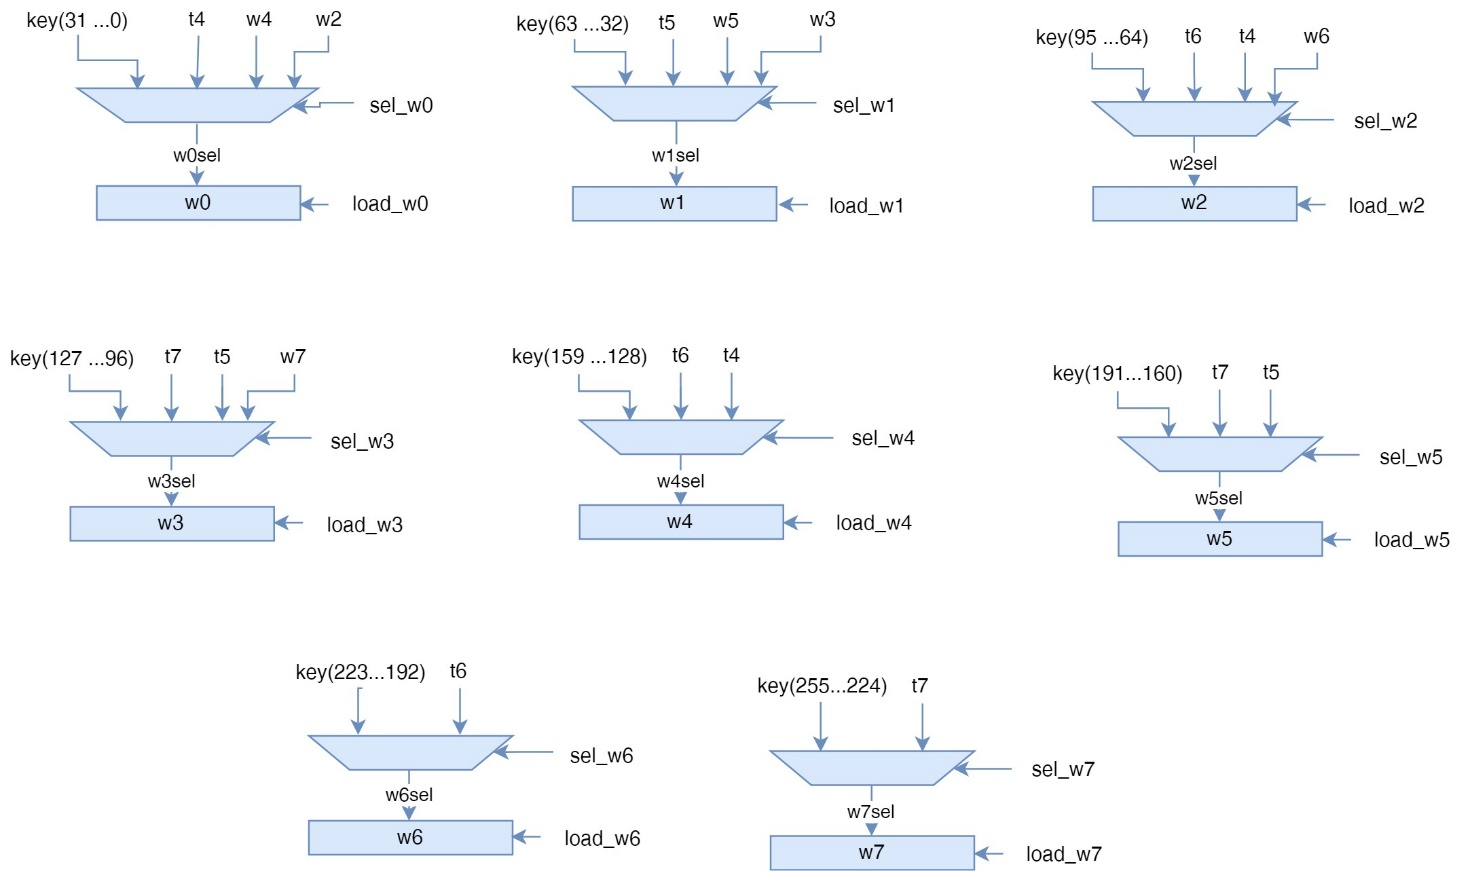 key(31 ...0) t4 w4 w2
sel_w0
w0sel
w0 load_w0
key(63 ...32) t5 w5 w3
sel_w1
w1sel
w1 load_w1
key(95 ...64) t6 t4 w6
sel_w2
w2sel
w2 load_w2
key(127 ...96) t7 t5 w7
sel_w3
w3sel
w3 load_w3
key(159 ...128) t6 t4
sel_w4
w4sel
w4 load_w4
key(191...160) t7 t5
sel_w5
w5sel
w5 load_w5
key(223...192) t6
sel_w6
w6sel
w6 load_w6
key(255...224) t7
sel_w7
w7sel
w7 load_w7